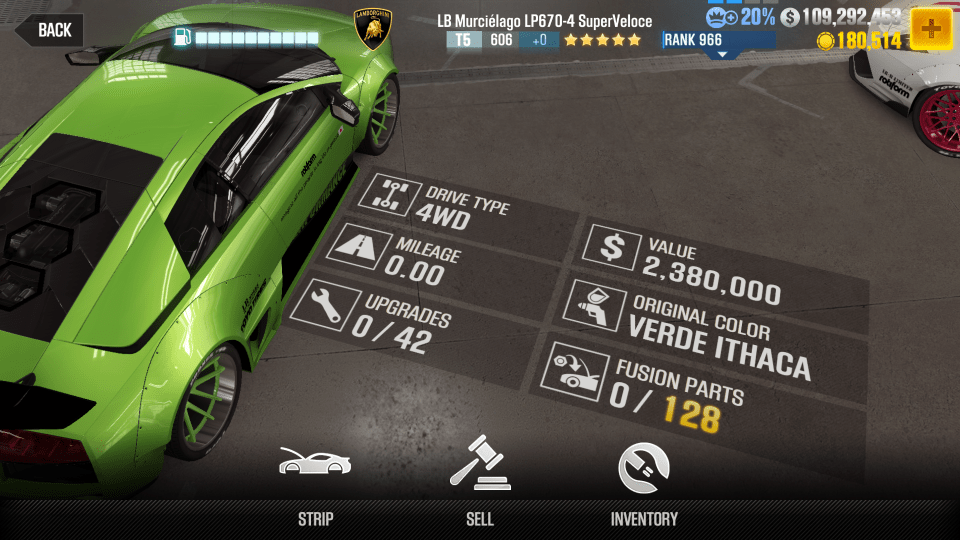 BACK
LAMBORGHINI
LB Murciélago LP670-4 SuperVeloce
20%
109,292,453
T5 606 +0
RANK 966
180,514
DRIVE TYPE
4WD
MILEAGE
0.00
UPGRADES
0/42
VALUE
2,380,000
ORIGINAL COLOR
VERDE ITHACA
FUSION PARTS
0/128
STRIP
SELL
INVENTORY